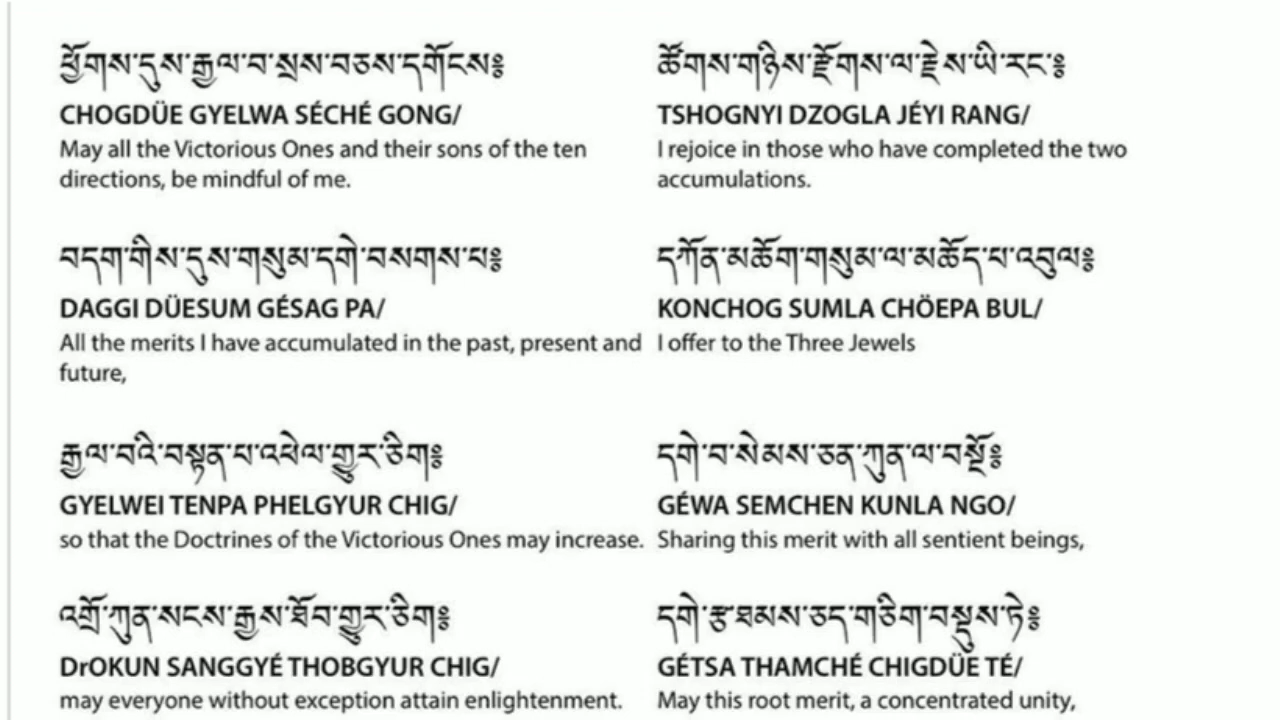 ཕྱོགས་དུས་རྒྱལ་བ་སྲས་བཅས་དགོངས༔
CHOGDÜE GYELWA SÉCHÉ GONG/
May all the Victorious Ones and their sons of the ten
directions, be mindful of me.
ཚོགས་གཉིས་རྫོགས་ལ་རྗེས་ཡི་རང་༔
TSHOGNYI DZOGLA JÉYI RANG/
I rejoice in those who have completed the two
accumulations.
བདག་གིས་དུས་གསུམ་དགེ་བསགས་པ༔
DAGGI DÜESUM GÉSAG PA/
All the merits I have accumulated in the past, present and
future,
དཀོན་མཆོག་གསུམ་ལ་མཆོད་པ་འབུལ༔
KONCHOG SUMLA CHÖEPA BUL/
I offer to the Three Jewels
རྒྱལ་བའི་བསྟན་པ་འཕེལ་གྱུར་ཅིག༔
GYELWEI TENPA PHELGYUR CHIG/
so that the Doctrines of the Victorious Ones may increase.
དགེ་བ་སེམས་ཅན་ཀུན་ལ་བསྔོ༔
GÉWA SEMCHEN KUNLA NGO/
Sharing this merit with all sentient beings,
འགྲོ་ཀུན་སངས་རྒྱས་ཐོབ་གྱུར་ཅིག༔
DrOKUN SANGGYÉ THOBGYUR CHIG/
may everyone without exception attain enlightenment.
དགེ་རྩ་ཐམས་ཅད་གཅིག་བསྡུས་ཏེ༔
GÉTSA THAMCHÉ CHIGDÜE TÉ/
May this root merit, a concentrated unity,